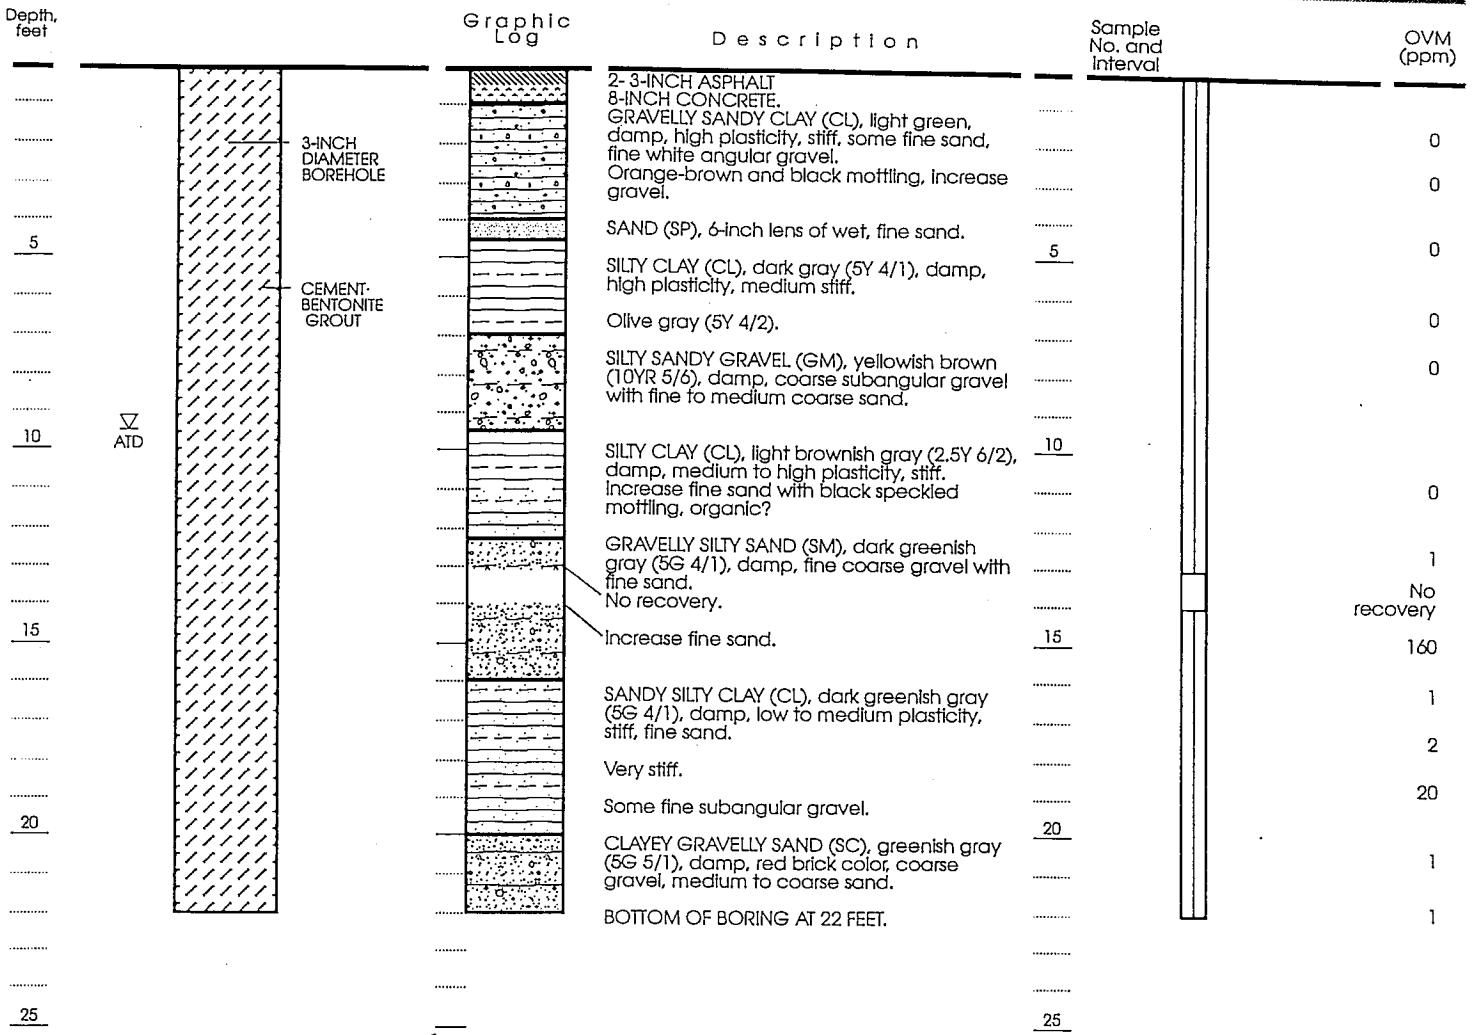 Depth,
feet
Graphic
Log
Description
Sample
No. and
Interval
OVM
(ppm)
2- 3-INCH ASPHALT
8-INCH CONCRETE.
GRAVELLY SANDY CLAY (CL), light green,
damp, high plasticity, stiff, some fine sand,
fine white angular gravel.
Orange-brown and black mottling, increase
gravel.
SAND (SP), 6-inch lens of wet, fine sand.
SILTY CLAY (CL), dark gray (5Y 4/1), damp,
high plasticity, medium stiff.
Olive gray (5Y 4/2).
SILTY SANDY GRAVEL (GM), yellowish brown
(10YR 5/6), damp, coarse subangular gravel
with fine to medium coarse sand.
SILTY CLAY (CL), light brownish gray (2.5Y 6/2),
damp, medium to high plasticity, stiff.
Increase fine sand with black speckled
mottling, organic?
GRAVELLY SILTY SAND (SM), dark greenish
gray (5G 4/1), damp, fine coarse gravel with
fine sand.
No recovery.
Increase fine sand.
SANDY SILTY CLAY (CL), dark greenish gray
(5G 4/1), damp, low to medium plasticity,
stiff, fine sand.
Very stiff.
Some fine subangular gravel.
CLAYEY GRAVELLY SAND (SC), greenish gray
(5G 5/1), damp, red brick color, coarse
gravel, medium to coarse sand.
BOTTOM OF BORING AT 22 FEET.
3-INCH
DIAMETER
BOREHOLE
CEMENT-
BENTONITE
GROUT
ATD
5
10
15
20
25
5
10
15
20
25
0
0
0
0
0
0
1
No
recovery
160
1
2
20
1
1